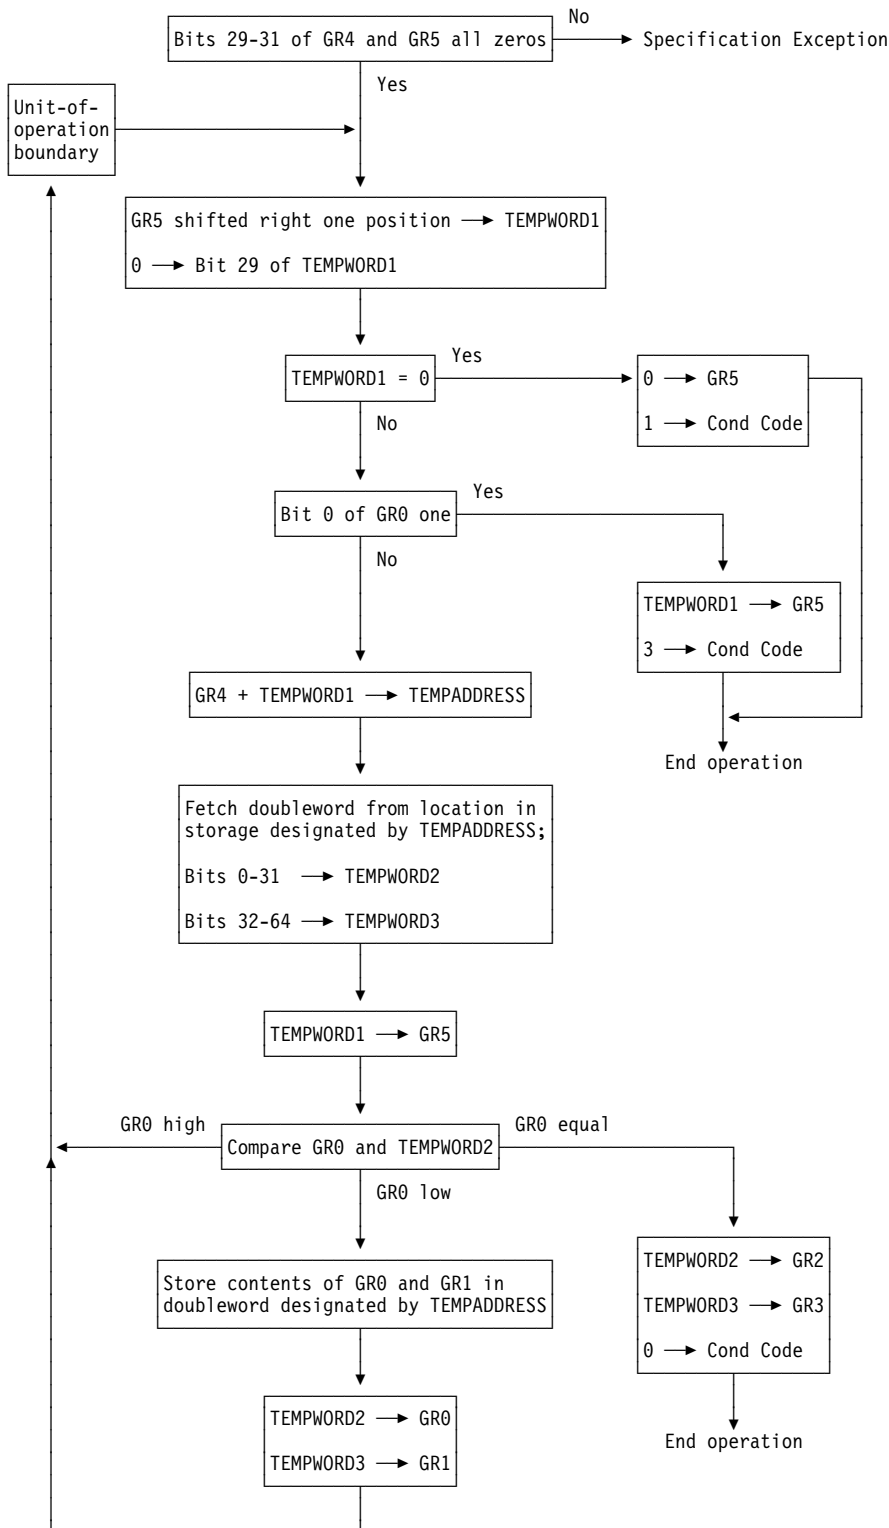 Bits 29-31 of GR4 and GR5 all zeros
No
Specification Exception
Yes
Unit-of-
operation
boundary
GR5 shifted right one position → TEMPWORD1
0 → Bit 29 of TEMPWORD1
TEMPWORD1 = 0
Yes
0 → GR5
1 → Cond Code
No
Bit 0 of GR0 one
Yes
No
TEMPWORD1 → GR5
3 → Cond Code
GR4 + TEMPWORD1 → TEMPADDRESS
End operation
Fetch doubleword from location in
storage designated by TEMPADDRESS;
Bits 0-31 → TEMPWORD2
Bits 32-64 → TEMPWORD3
TEMPWORD1 → GR5
GR0 high
Compare GR0 and TEMPWORD2
GR0 equal
GR0 low
Store contents of GR0 and GR1 in
doubleword designated by TEMPADDRESS
TEMPWORD2 → GR2
TEMPWORD3 → GR3
0 → Cond Code
TEMPWORD2 → GR0
TEMPWORD3 → GR1
End operation